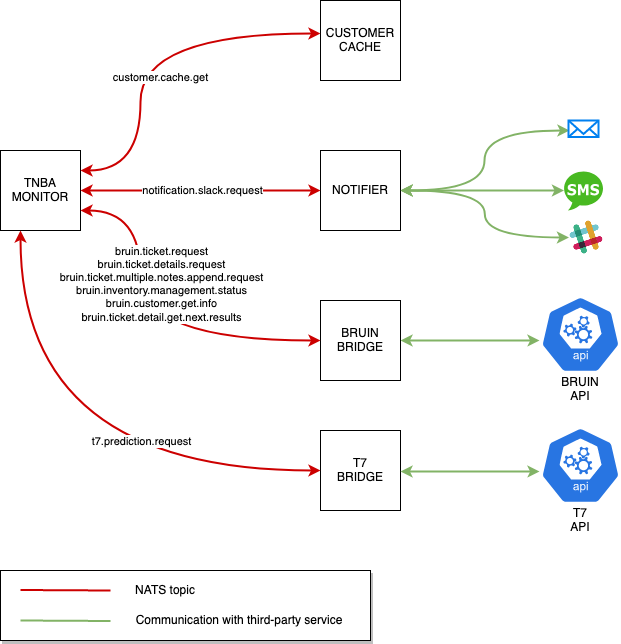 CUSTOMER
CACHE
customer.cache.get
TNBA
MONITOR
notification.slack.request
NOTIFIER
SMS
bruin.ticket.request
bruin.ticket.details.request
bruin.ticket.multiple.notes.append.request
bruin.inventory.management.status
bruin.customer.get.info
bruin.ticket.detail.get.next.results
BRUIN
BRIDGE
api
BRUIN
API
t7.prediction.request
T7
BRIDGE
api
T7
API
NATS topic
Communication with third-party service